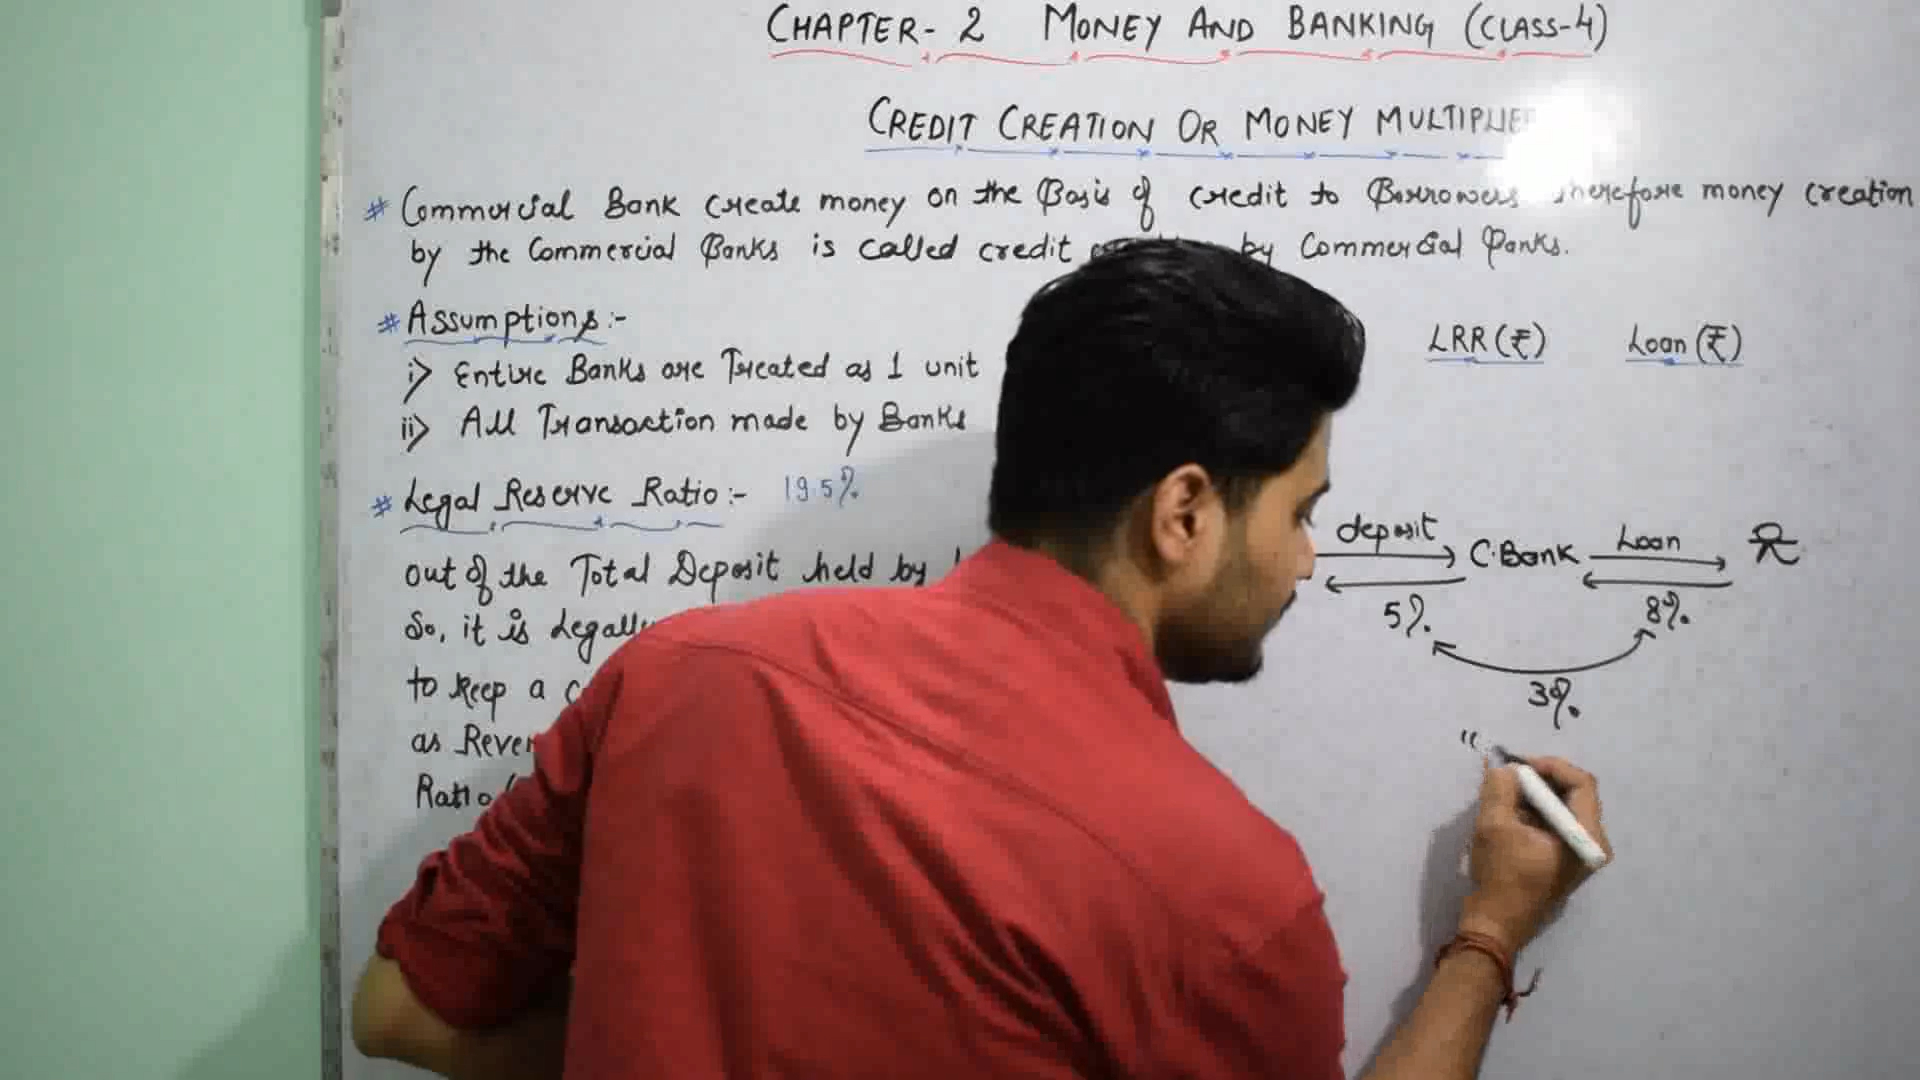 CHAPTER- 2 MONEY AND BANKING (CLASS-4)
CREDIT CREATION OR MONEY
# Commercial Bank create money on the Basis of credit to Borrowers Therefore money creation
by the Commercial Banks is called credit by Commercial Banks.
# Assumptions:-
i) Entire Banks are Treated as 1 unit
ii) All Transaction made by Banks
LRR (₹) Loan (₹)
# Legal Reserve Ratio:- 19.5%
out of the Total Deposit held by
So, it is Legally
to keep a
as
Ratio
deposit C.Bank Loan
5% 8%
3%
"